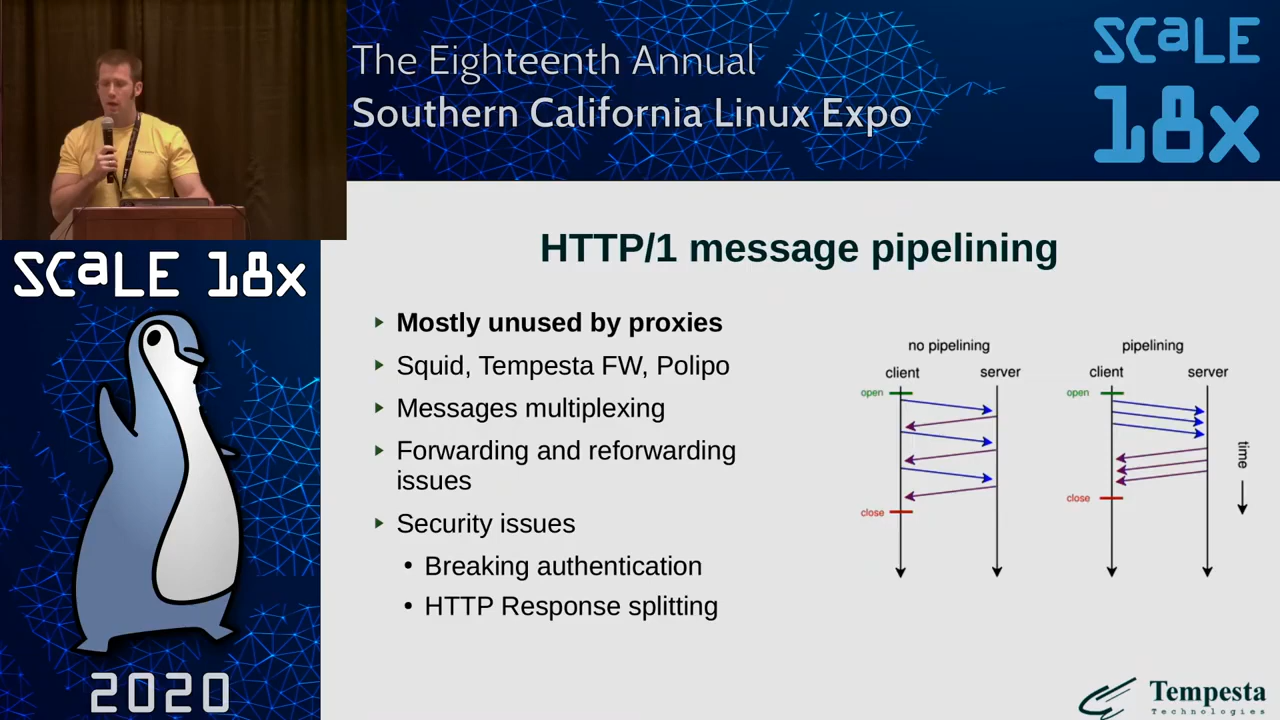 The Eighteenth Annual
Southern California Linux Expo
SCaLE
18x
SCaLE 18x
2020
HTTP/1 message pipelining
Mostly unused by proxies
Squid, Tempesta FW, Polipo
Messages multiplexing
Forwarding and reforwarding
issues
Security issues
Breaking authentication
HTTP Response splitting
no pipelining
client
server
open
close
pipelining
client
server
open
close
time
Tempesta
Technologies